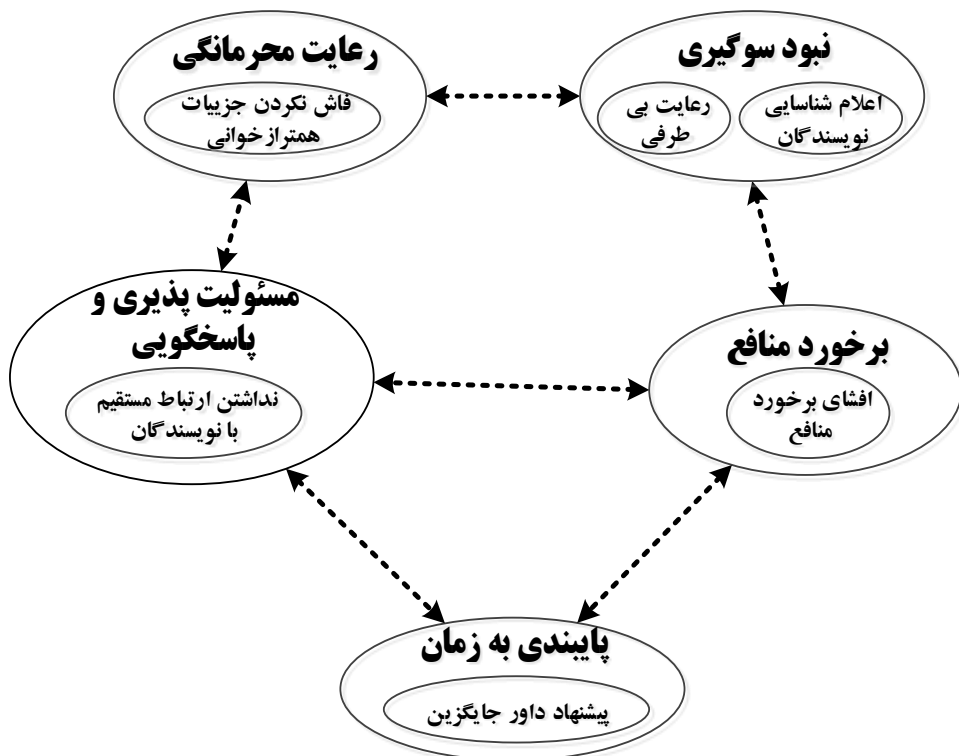 نبود سوگیری
اعلام شناسایی
نویسندگان
رعایت بی
طرفی
رعایت محرمانگی
فاش نکردن جزییات
همترازخوانی
برخورد منافع
افشای برخورد
منافع
مسئولیت پذیری و
پاسخگویی
نداشتن ارتباط مستقیم
با نویسندگان
پایبندی به زمان
پیشنهاد داور جایگزین